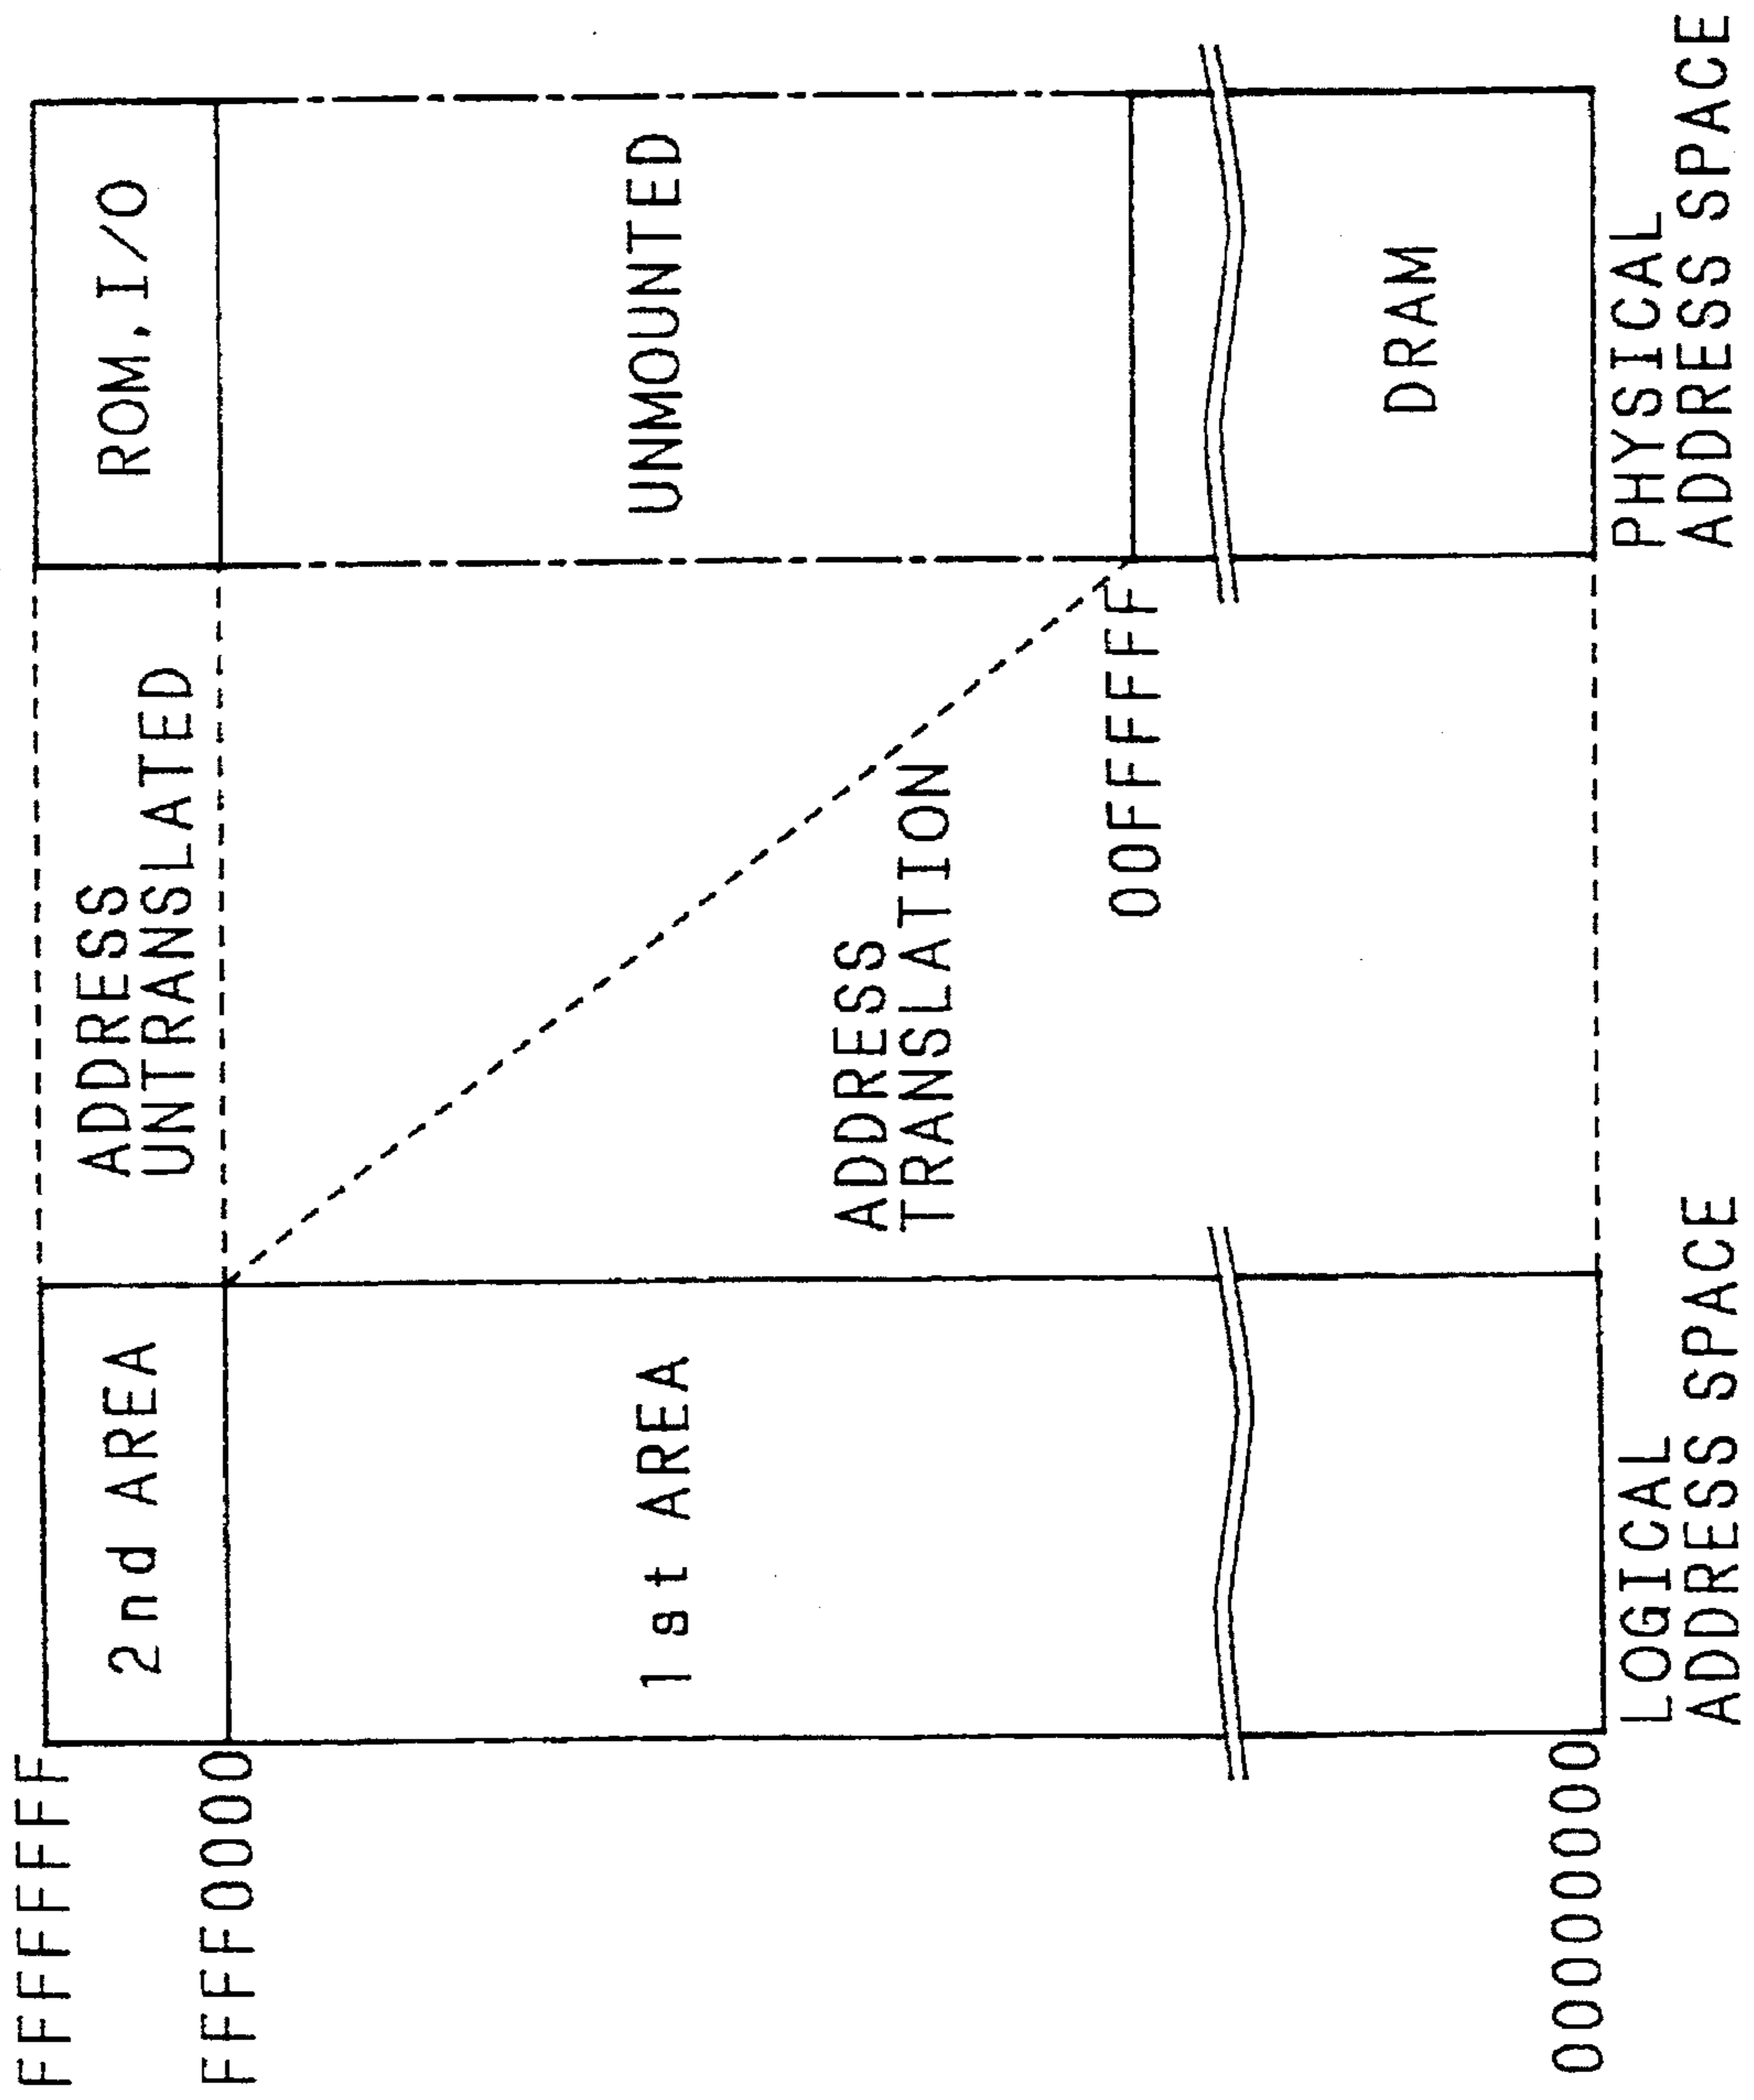 FFFFFFFF
2nd AREA
ADDRESS
UNTRANSLATED
ROM, I/O
FFFF0000
1st AREA
UNMOUNTED
ADDRESS
TRANSLATION
00FFFFFF
DRAM
00000000
LOGICAL
ADDRESS SPACE
PHYSICAL
ADDRESS SPACE